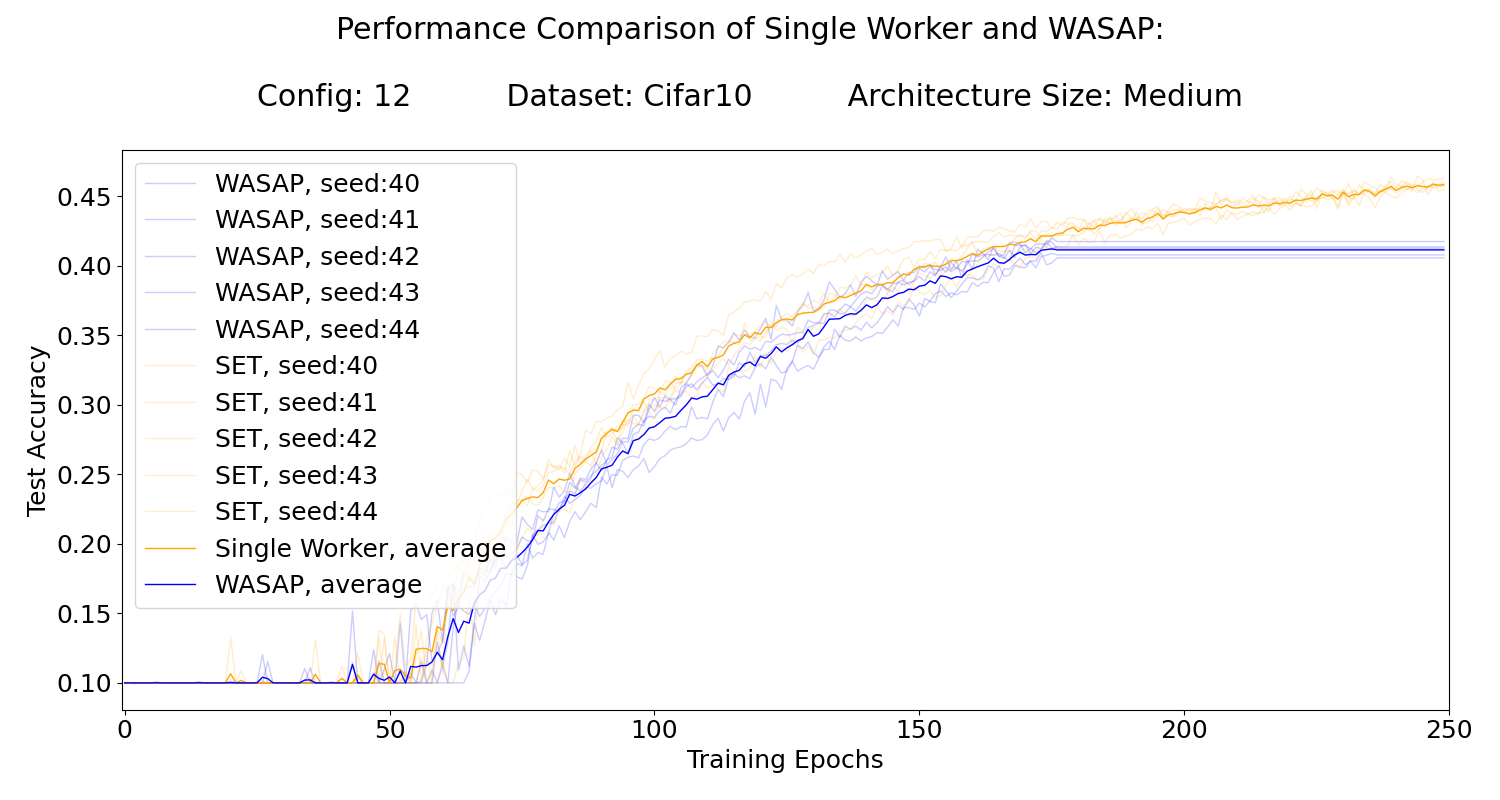 Performance Comparison of Single Worker and WASAP:
Config: 12 Dataset: Cifar10 Architecture Size: Medium
WASAP, seed:40
WASAP, seed:41
WASAP, seed:42
WASAP, seed:43
WASAP, seed:44
SET, seed:40
SET, seed:41
SET, seed:42
SET, seed:43
SET, seed:44
Single Worker, average
WASAP, average
0.45
0.40
0.35
0.30
0.25
0.20
0.15
0.10
Test Accuracy
0 50 100 150 200 250
Training Epochs